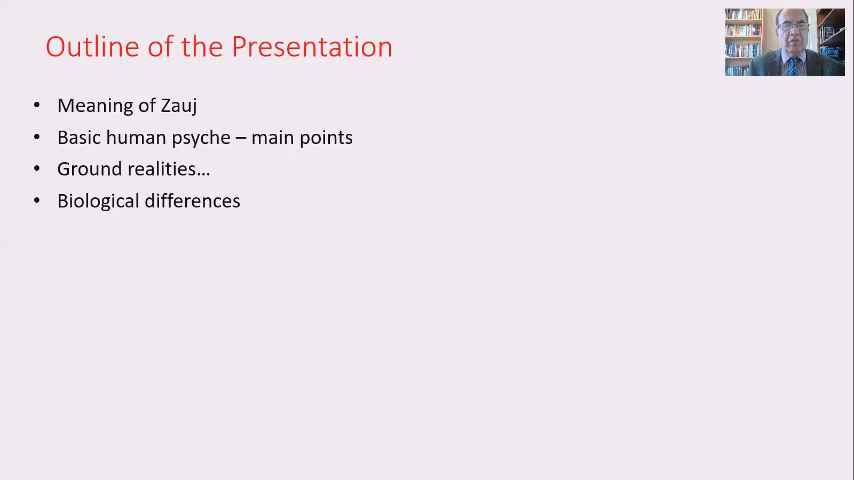 Outline of the Presentation
• Meaning of Zauj
• Basic human psyche – main points
• Ground realities…
• Biological differences